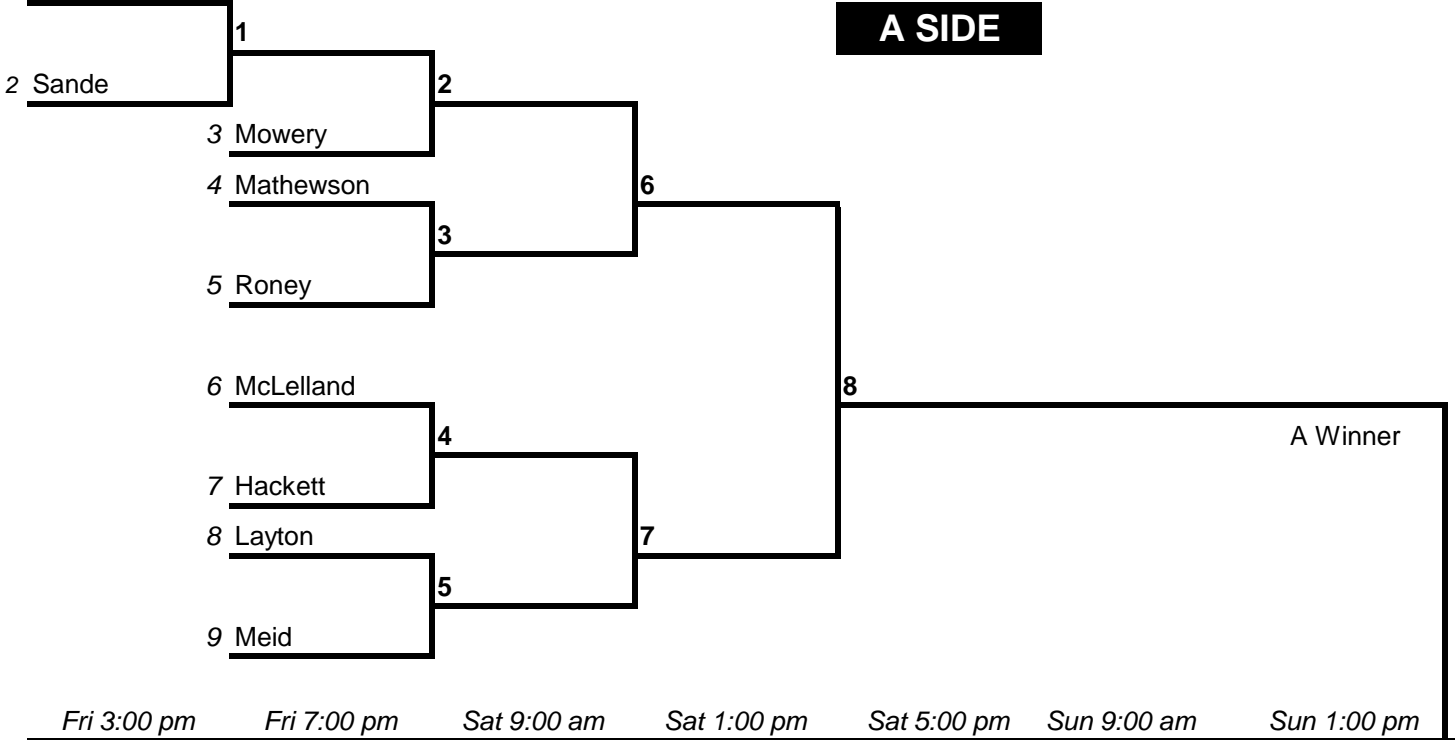 A SIDE
1
2 Sande
2
3 Mowery
4 Mathewson
6
3
5 Roney
6 McLelland
8
4
A Winner
7 Hackett
8 Layton
7
5
9 Meid
Fri 3:00 pm Fri 7:00 pm Sat 9:00 am Sat 1:00 pm Sat 5:00 pm Sun 9:00 am Sun 1:00 pm